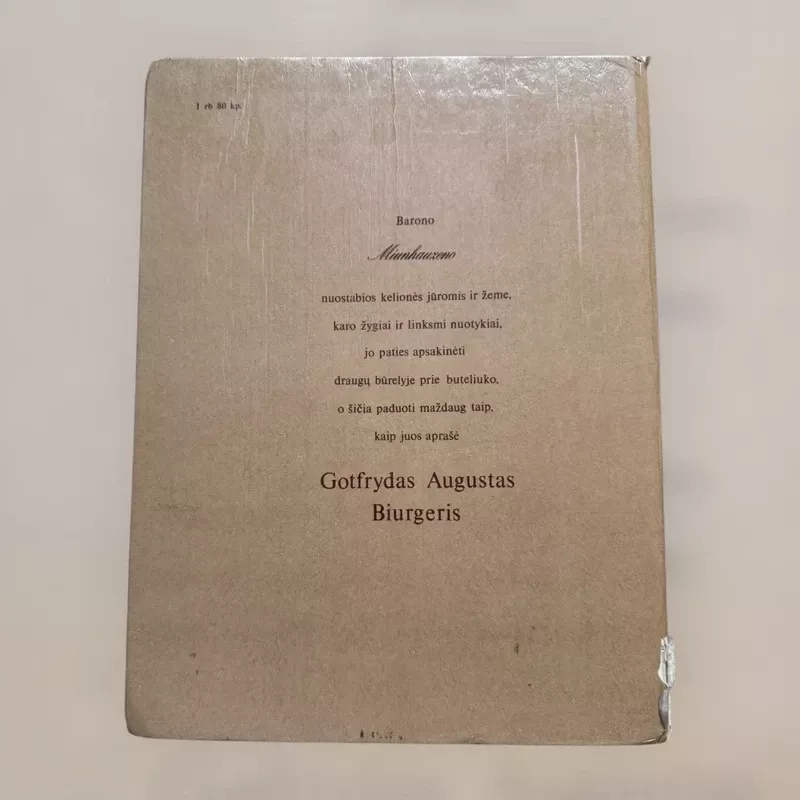 1 rb 80 kp.
Barono
Miunhauzeno
nuostabios kelionės jūromis ir žeme,
karo žygiai ir linksmi nuotykiai,
jo paties apsakinėti
draugų būrelyje prie buteliuko,
o šičia paduoti maždaug taip,
kaip juos aprašė
Gotfrydas Augustas
Biurgeris